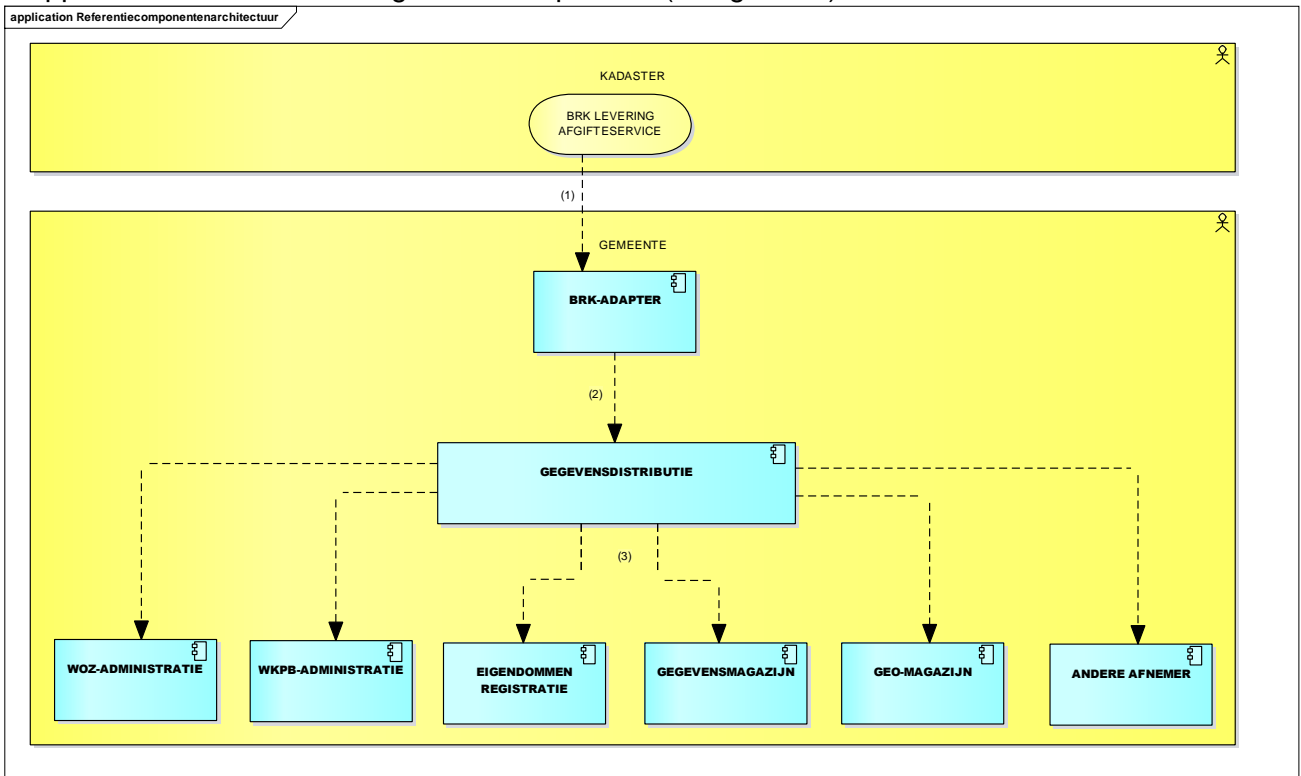 application Referentiecomponentenarchitectuur
KADASTER
BRK LEVERING
AFGIFTESERVICE
(1)
GEMEENTE
BRK-ADAPTER
(2)
GEGEVENSDISTRIBUTIE
(3)
WOZ-ADMINISTRATIE
WKPB-ADMINISTRATIE
EIGENDOMMEN
REGISTRATIE
GEGEVENSMAGAZIJN
GEO-MAGAZIJN
ANDERE AFNEMER